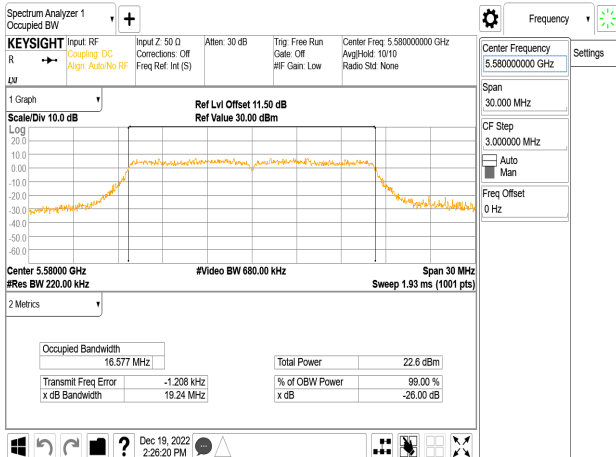 Spectrum Analyzer 1
Occupied BW
Frequency
KEYSIGHT
R
LXI
Input: RF
Coupling: DC
Align: Auto/No RF
Input Z: 50 Ω
Corrections: Off
Freq Ref: Int (S)
Atten: 30 dB
Trig: Free Run
Gate: Off
#IF Gain: Low
Center Freq: 5.580000000 GHz
Avg|Hold: 10/10
Radio Std: None
Center Frequency
5.580000000 GHz
Settings
Span
30.000 MHz
CF Step
3.000000 MHz
Auto
Man
Freq Offset
0 Hz
1 Graph
Scale/Div 10.0 dB
Ref Lvl Offset 11.50 dB
Ref Value 30.00 dBm
Log
20.0
10.0
0.00
-10.0
-20.0
-30.0
-40.0
-50.0
-60.0
Center 5.58000 GHz
#Video BW 680.00 kHz
Span 30 MHz
#Res BW 220.00 kHz
Sweep 1.93 ms (1001 pts)
2 Metrics
Occupied Bandwidth
16.577 MHz
Total Power 22.6 dBm
Transmit Freq Error -1.208 kHz
% of OBW Power 99.00 %
x dB Bandwidth 19.24 MHz
x dB -26.00 dB
?
Dec 19, 2022
2:26:20 PM